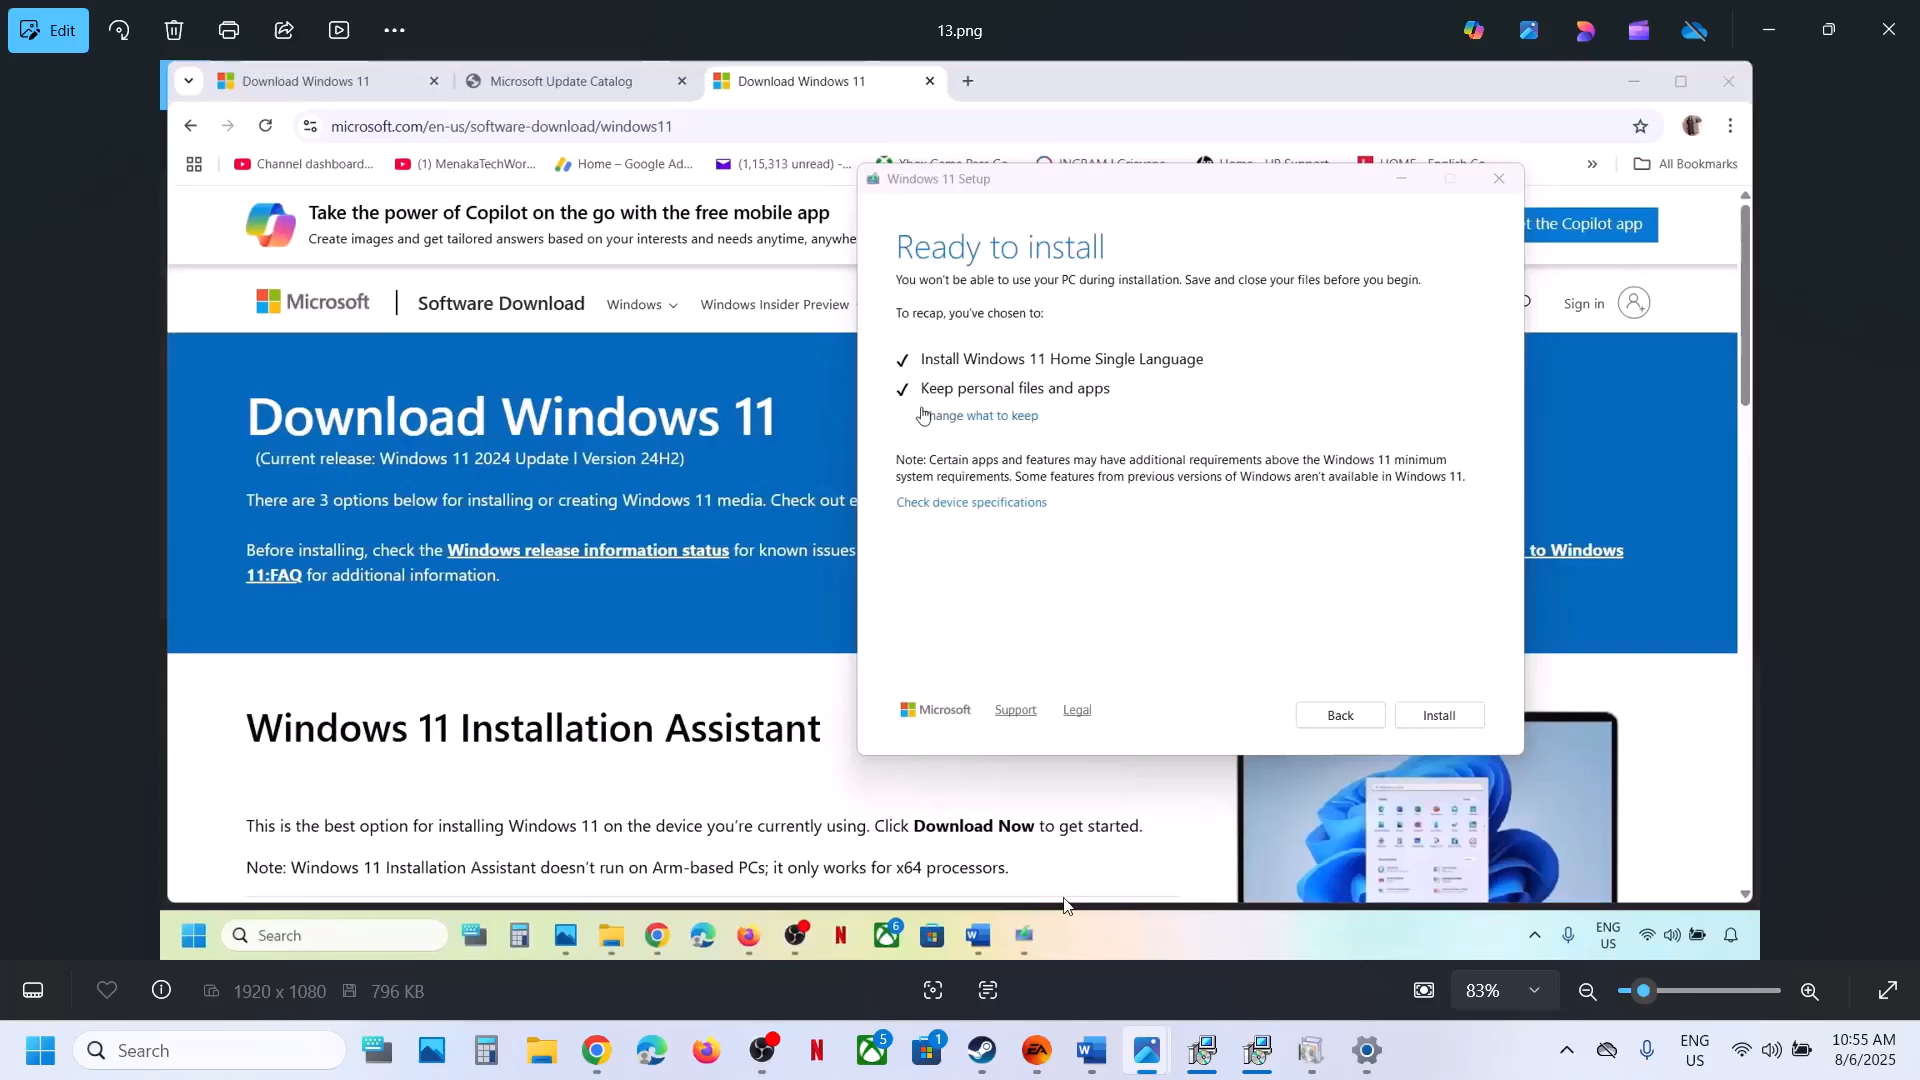 Edit
13.png
Download Windows 11
Microsoft Update Catalog
Download Windows 11
microsoft.com/en-us/software-download/windows11
Channel dashboard...
(1) MenakaTechWor...
Home – Google Ad...
(1,15,313 unread) -...
All Bookmarks
Windows 11 Setup
Take the power of Copilot on the go with the free mobile app
Create images and get tailored answers based on your interests and needs anytime, anywhe
t the Copilot app
Microsoft
Software Download
Windows
Windows Insider Preview
Sign in
Ready to install
You won't be able to use your PC during installation. Save and close your files before you begin.
To recap, you've chosen to:
Install Windows 11 Home Single Language
Keep personal files and apps
hange what to keep
Note: Certain apps and features may have additional requirements above the Windows 11 minimum
system requirements. Some features from previous versions of Windows aren't available in Windows 11.
Check device specifications
Microsoft
Support
Legal
Back
Install
Download Windows 11
(Current release: Windows 11 2024 Update l Version 24H2)
There are 3 options below for installing or creating Windows 11 media. Check out e
Before installing, check the Windows release information status for known issues
to Windows
11:FAQ for additional information.
Windows 11 Installation Assistant
This is the best option for installing Windows 11 on the device you're currently using. Click Download Now to get started.
Note: Windows 11 Installation Assistant doesn't run on Arm-based PCs; it only works for x64 processors.
Search
6
ENG
US
1920 x 1080
796 KB
83%
Search
5
1
ENG
US
10:55 AM
8/6/2025